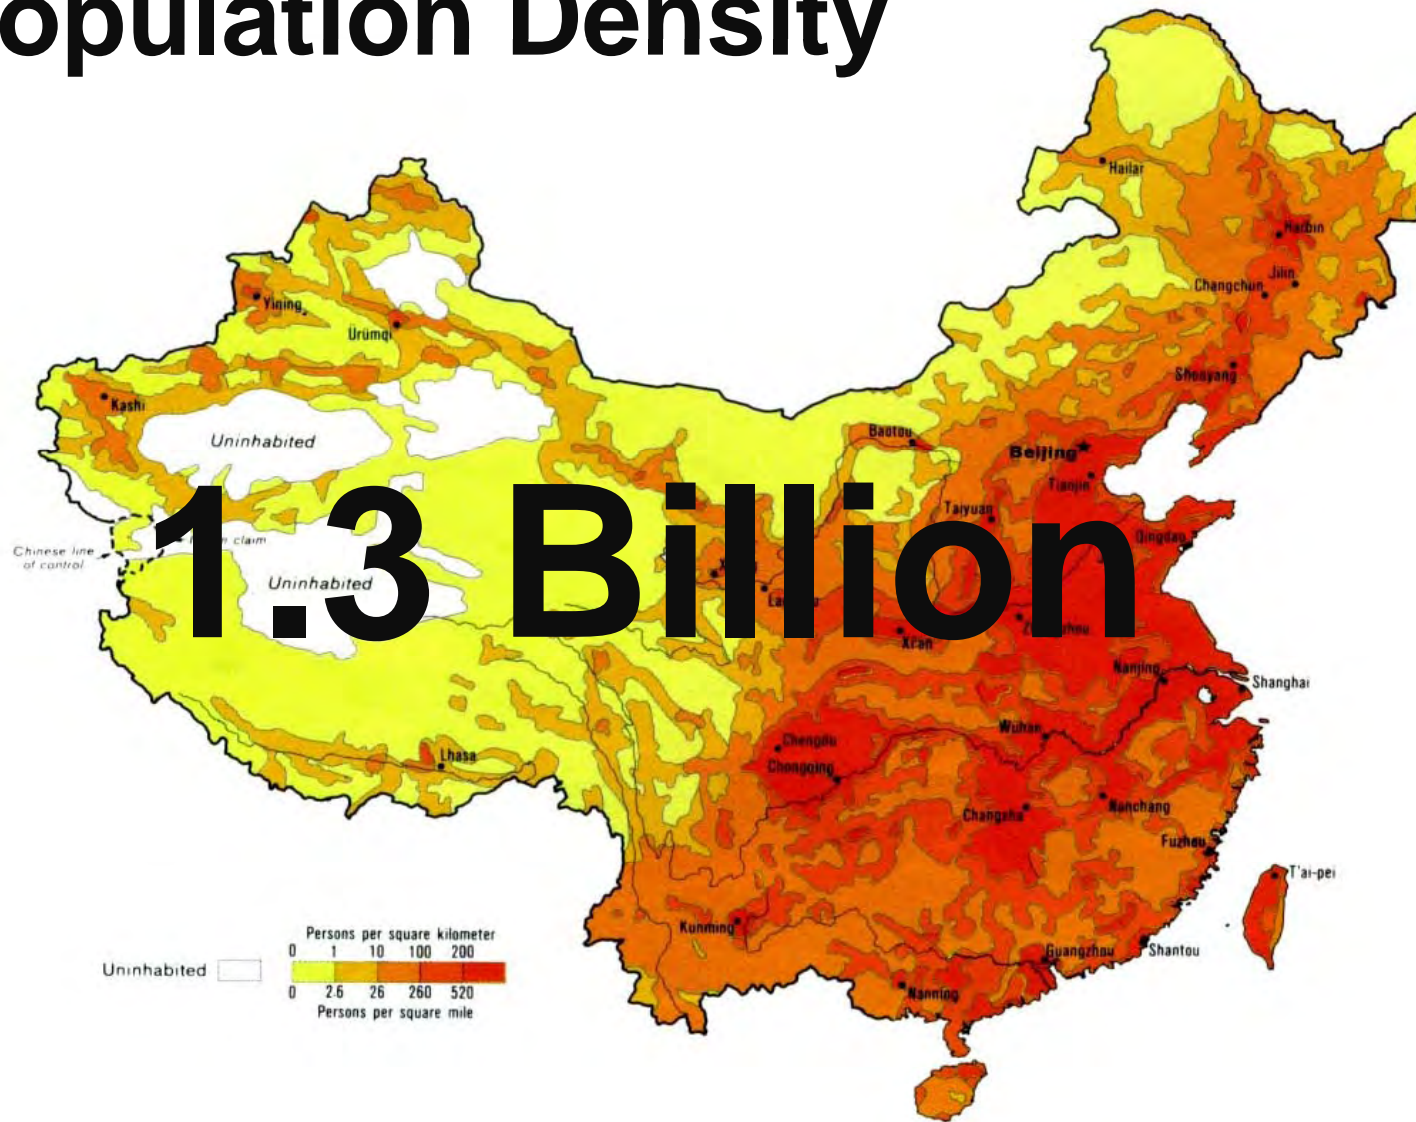 opulation Density
Hailar
Harbin
Jilin
Changchun
Yining
Ürümqi
Shenyang
Kashi
Baotou
Uninhabited
Beijing
Tianjin
Taiyuan
Qingdao
1.3 Billion
claim
Chinese line
of control
Uninhabited
Xi'an
Nanjing
Shanghai
Wuhan
Chengdu
Lhasa
Chongqing
Changsha
Nanchang
Fuzhou
T'ai-pei
Kunming
Guangzhou
Shantou
Nanning
Persons per square kilometer
0 1 10 100 200
Uninhabited
0 2.6 26 260 520
Persons per square mile